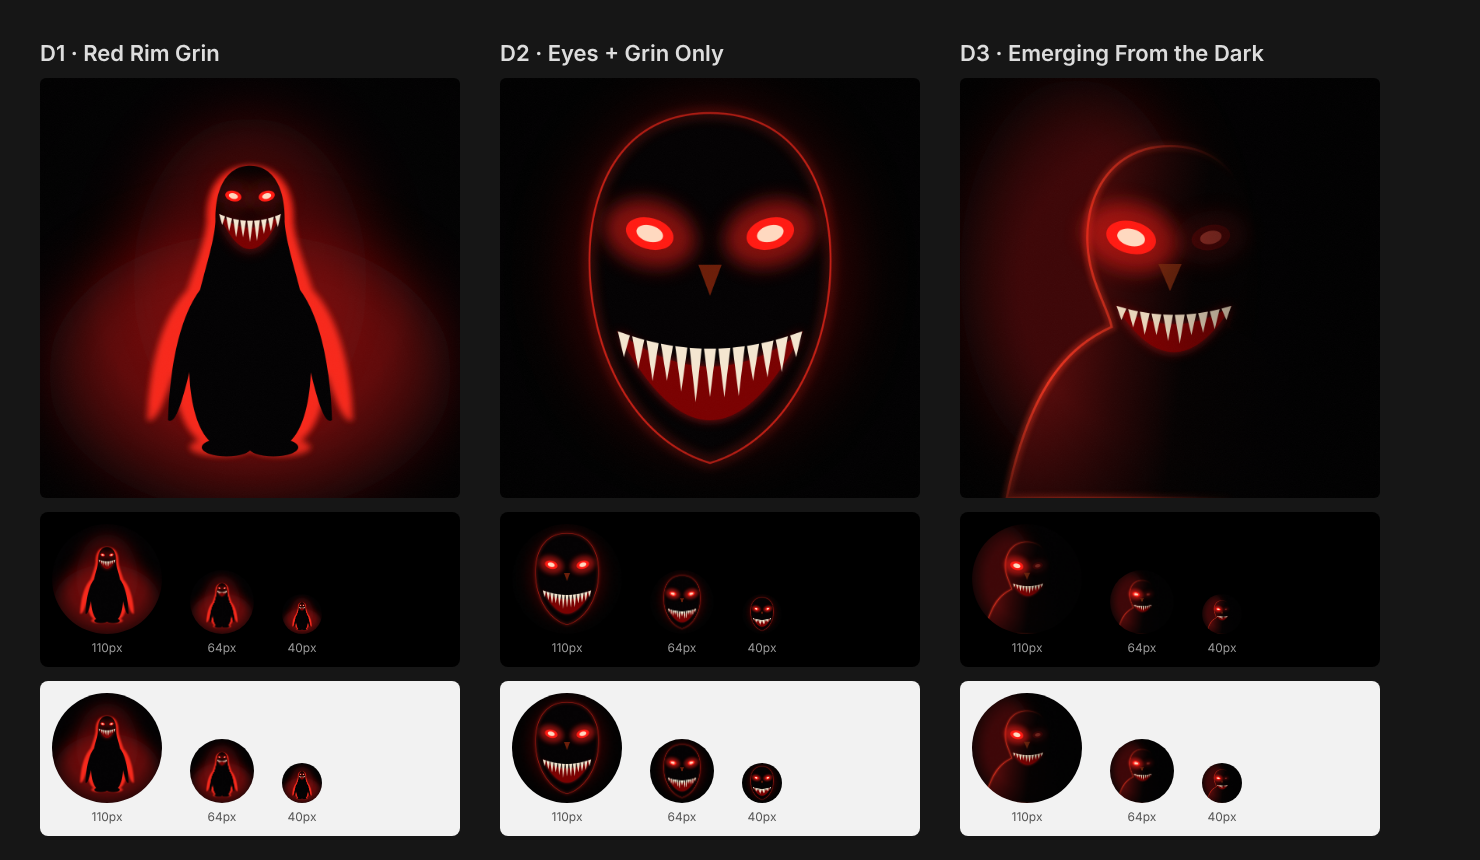 D1 · Red Rim Grin
D2 · Eyes + Grin Only
D3 · Emerging From the Dark
110px
64px
40px
110px
64px
40px
110px
64px
40px
110px
64px
40px
110px
64px
40px
110px
64px
40px